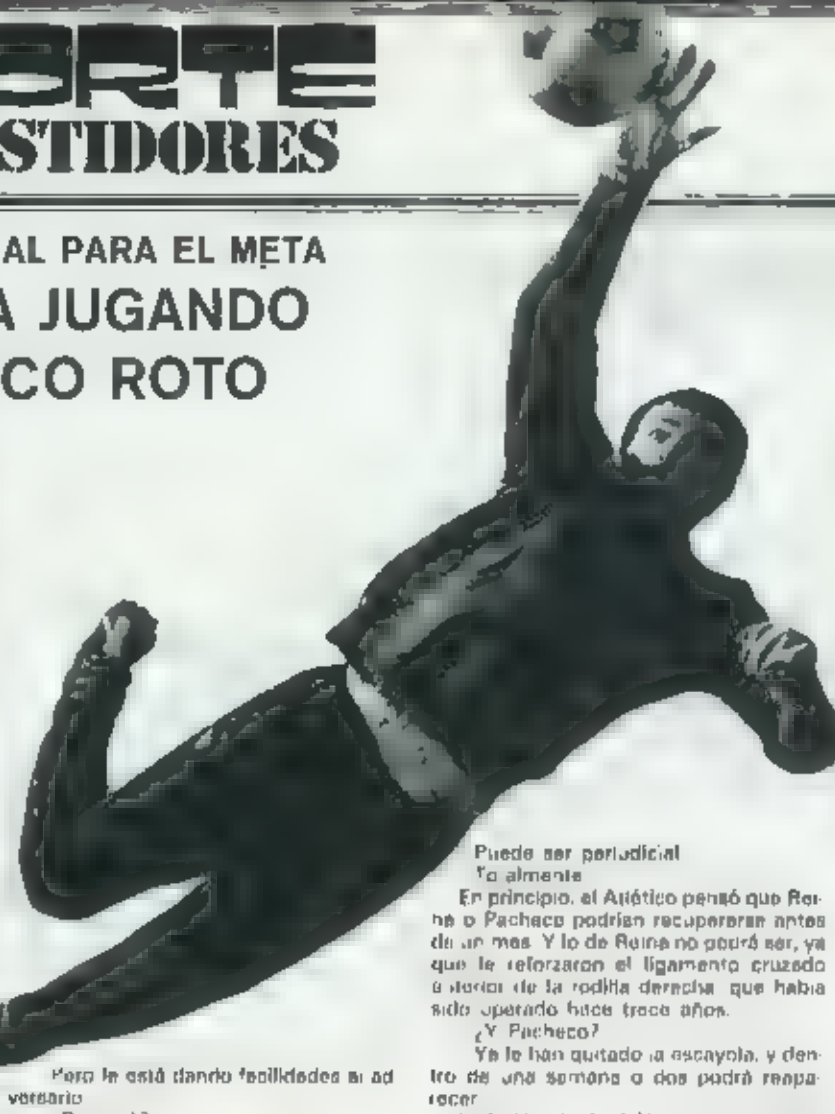 ORTE
STIDORES
AL PARA EL META
A JUGANDO
CO ROTO
Pero le está dando facilidades al ad
versario
Puede ser perjudicial
To almente
En principio, el Atlético pensó que Rei-
na o Pacheco podrían recuperarse antes
de un mes. Y lo de Reina no podrá ser, ya
que le reforzaron el ligamento cruzado
de la rodilla derecha que había
sido operado hace trece años.
¿Y Pacheco?
Ya le han quitado la escayola, y den-
tro de una semana o dos podrá reapa-
recer